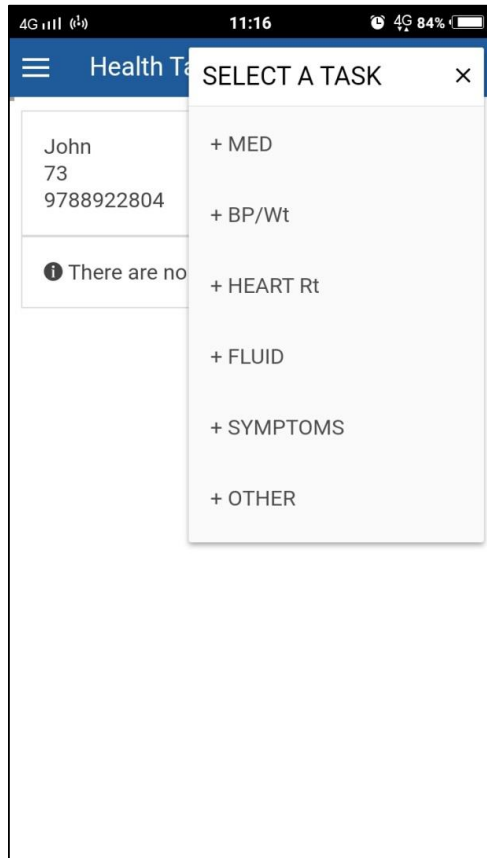 4G 11:16 4G 84%
Health Ta
SELECT A TASK ×
John
73
9788922804
There are no
+ MED
+ BP/Wt
+ HEART Rt
+ FLUID
+ SYMPTOMS
+ OTHER